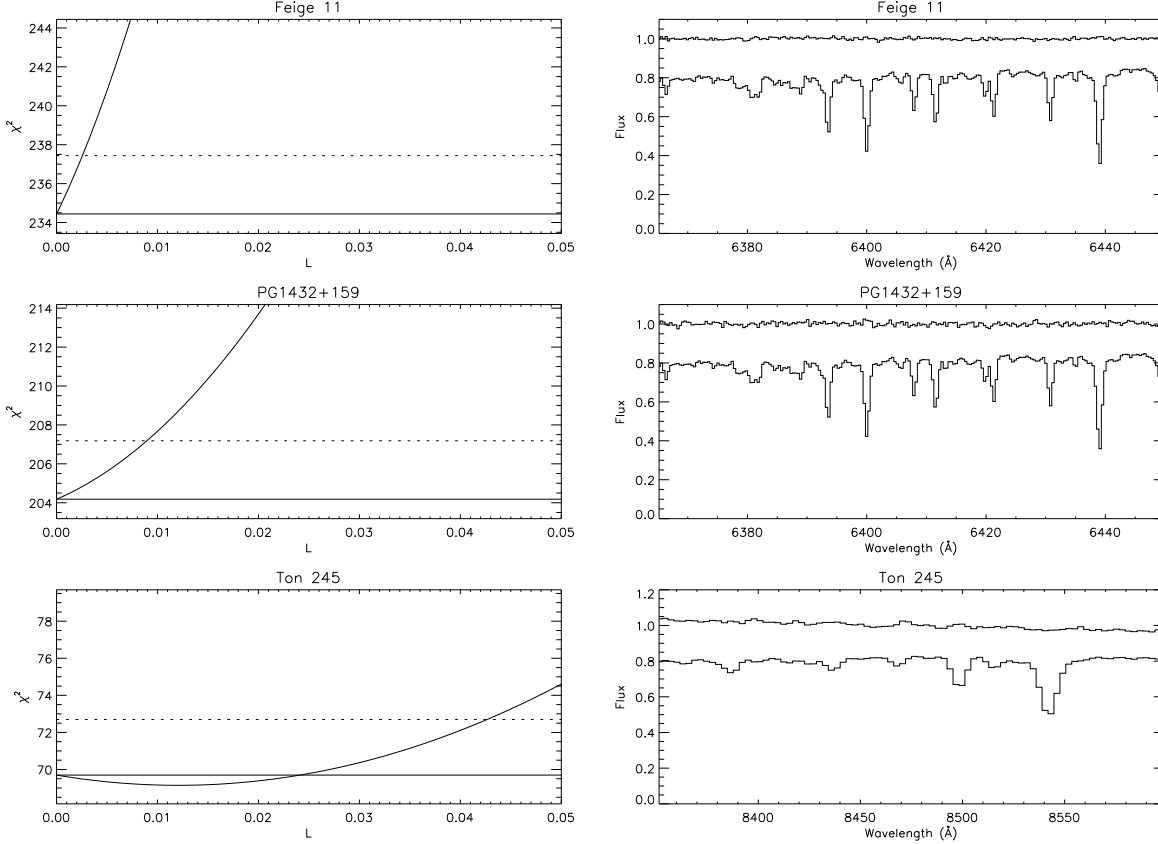 Feige 11
244
242
240
238
236
234
χ²
0.00 0.01 0.02 0.03 0.04 0.05
L
Feige 11
1.0
0.8
0.6
0.4
0.2
0.0
Flux
6380 6400 6420 6440
Wavelength (Å)
PG1432+159
214
212
210
208
206
204
χ²
0.00 0.01 0.02 0.03 0.04 0.05
L
PG1432+159
1.0
0.8
0.6
0.4
0.2
0.0
Flux
6380 6400 6420 6440
Wavelength (Å)
Ton 245
78
76
74
72
70
χ²
0.00 0.01 0.02 0.03 0.04 0.05
L
Ton 245
1.2
1.0
0.8
0.6
0.4
0.2
0.0
Flux
8400 8450 8500 8550
Wavelength (Å)